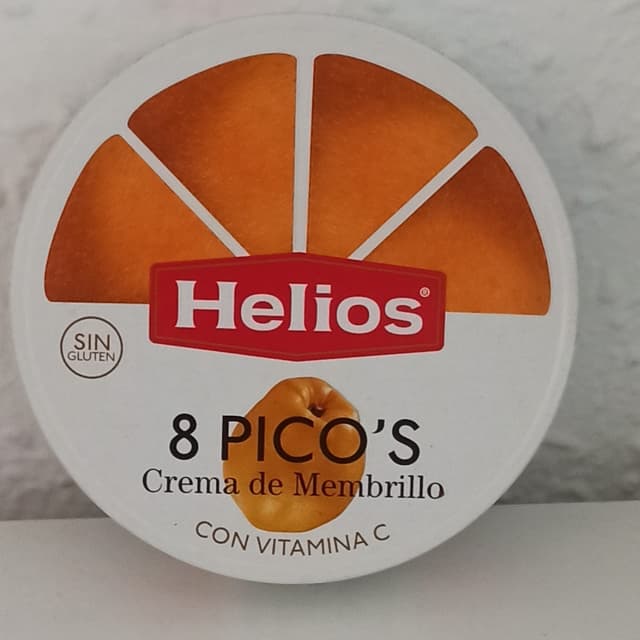 Helios®
SIN
GLUTEN
8 PICO'S
Crema de Membrillo
CON VITAMINA C